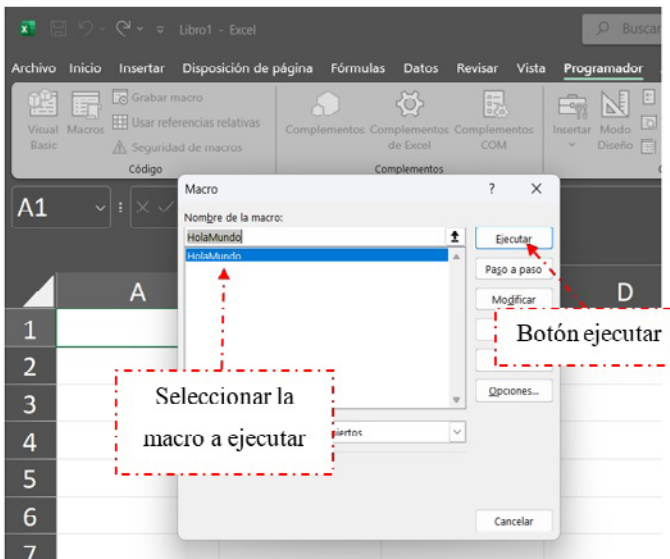 Libro1 - Excel
Buscar
Archivo Inicio Insertar Disposición de página Fórmulas Datos Revisar Vista Programador
Visual Basic
Macros
Grabar macro
Usar referencias relativas
Seguridad de macros
Código
Complementos
Complementos de Excel
Complementos COM
Complementos
Insertar
Modo Diseño
A1
Macro
? X
Nombre de la macro:
HolaMundo
HolaMundo
Ejecutar
Paso a paso
Modificar
Opciones...
Cancelar
Botón ejecutar
Seleccionar la
macro a ejecutar
A
D
1
2
3
4
5
6
7